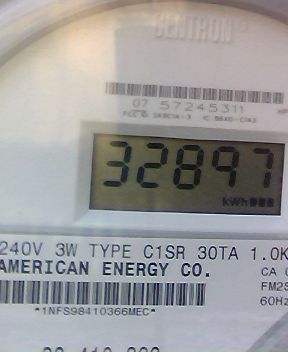 CENTRON
07 57245311
32897
kWh
240V 3W TYPE C1SR 30TA 1.0K
AMERICAN ENERGY CO.
CA
FM2S
60Hz
*1NFS98410366MEC*